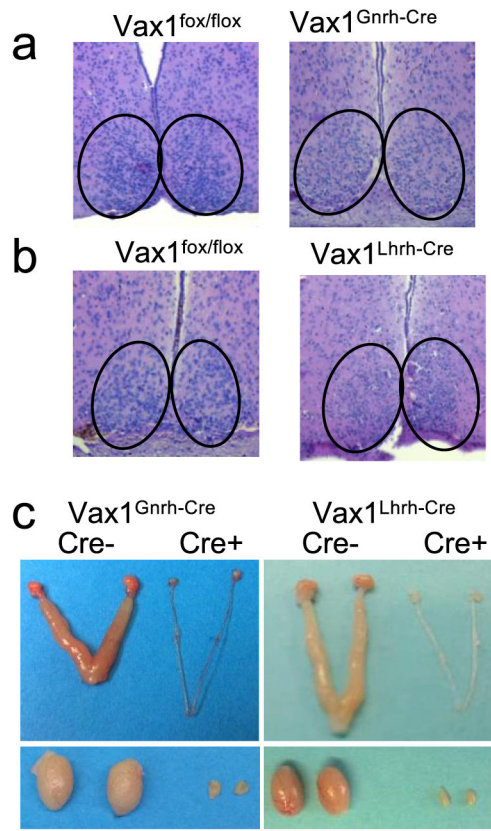 a
Vax1fox/flox Vax1Gnrh-Cre
b
Vax1fox/flox Vax1Lhrh-Cre
c
Vax1Gnrh-Cre Vax1Lhrh-Cre
Cre- Cre+ Cre- Cre+